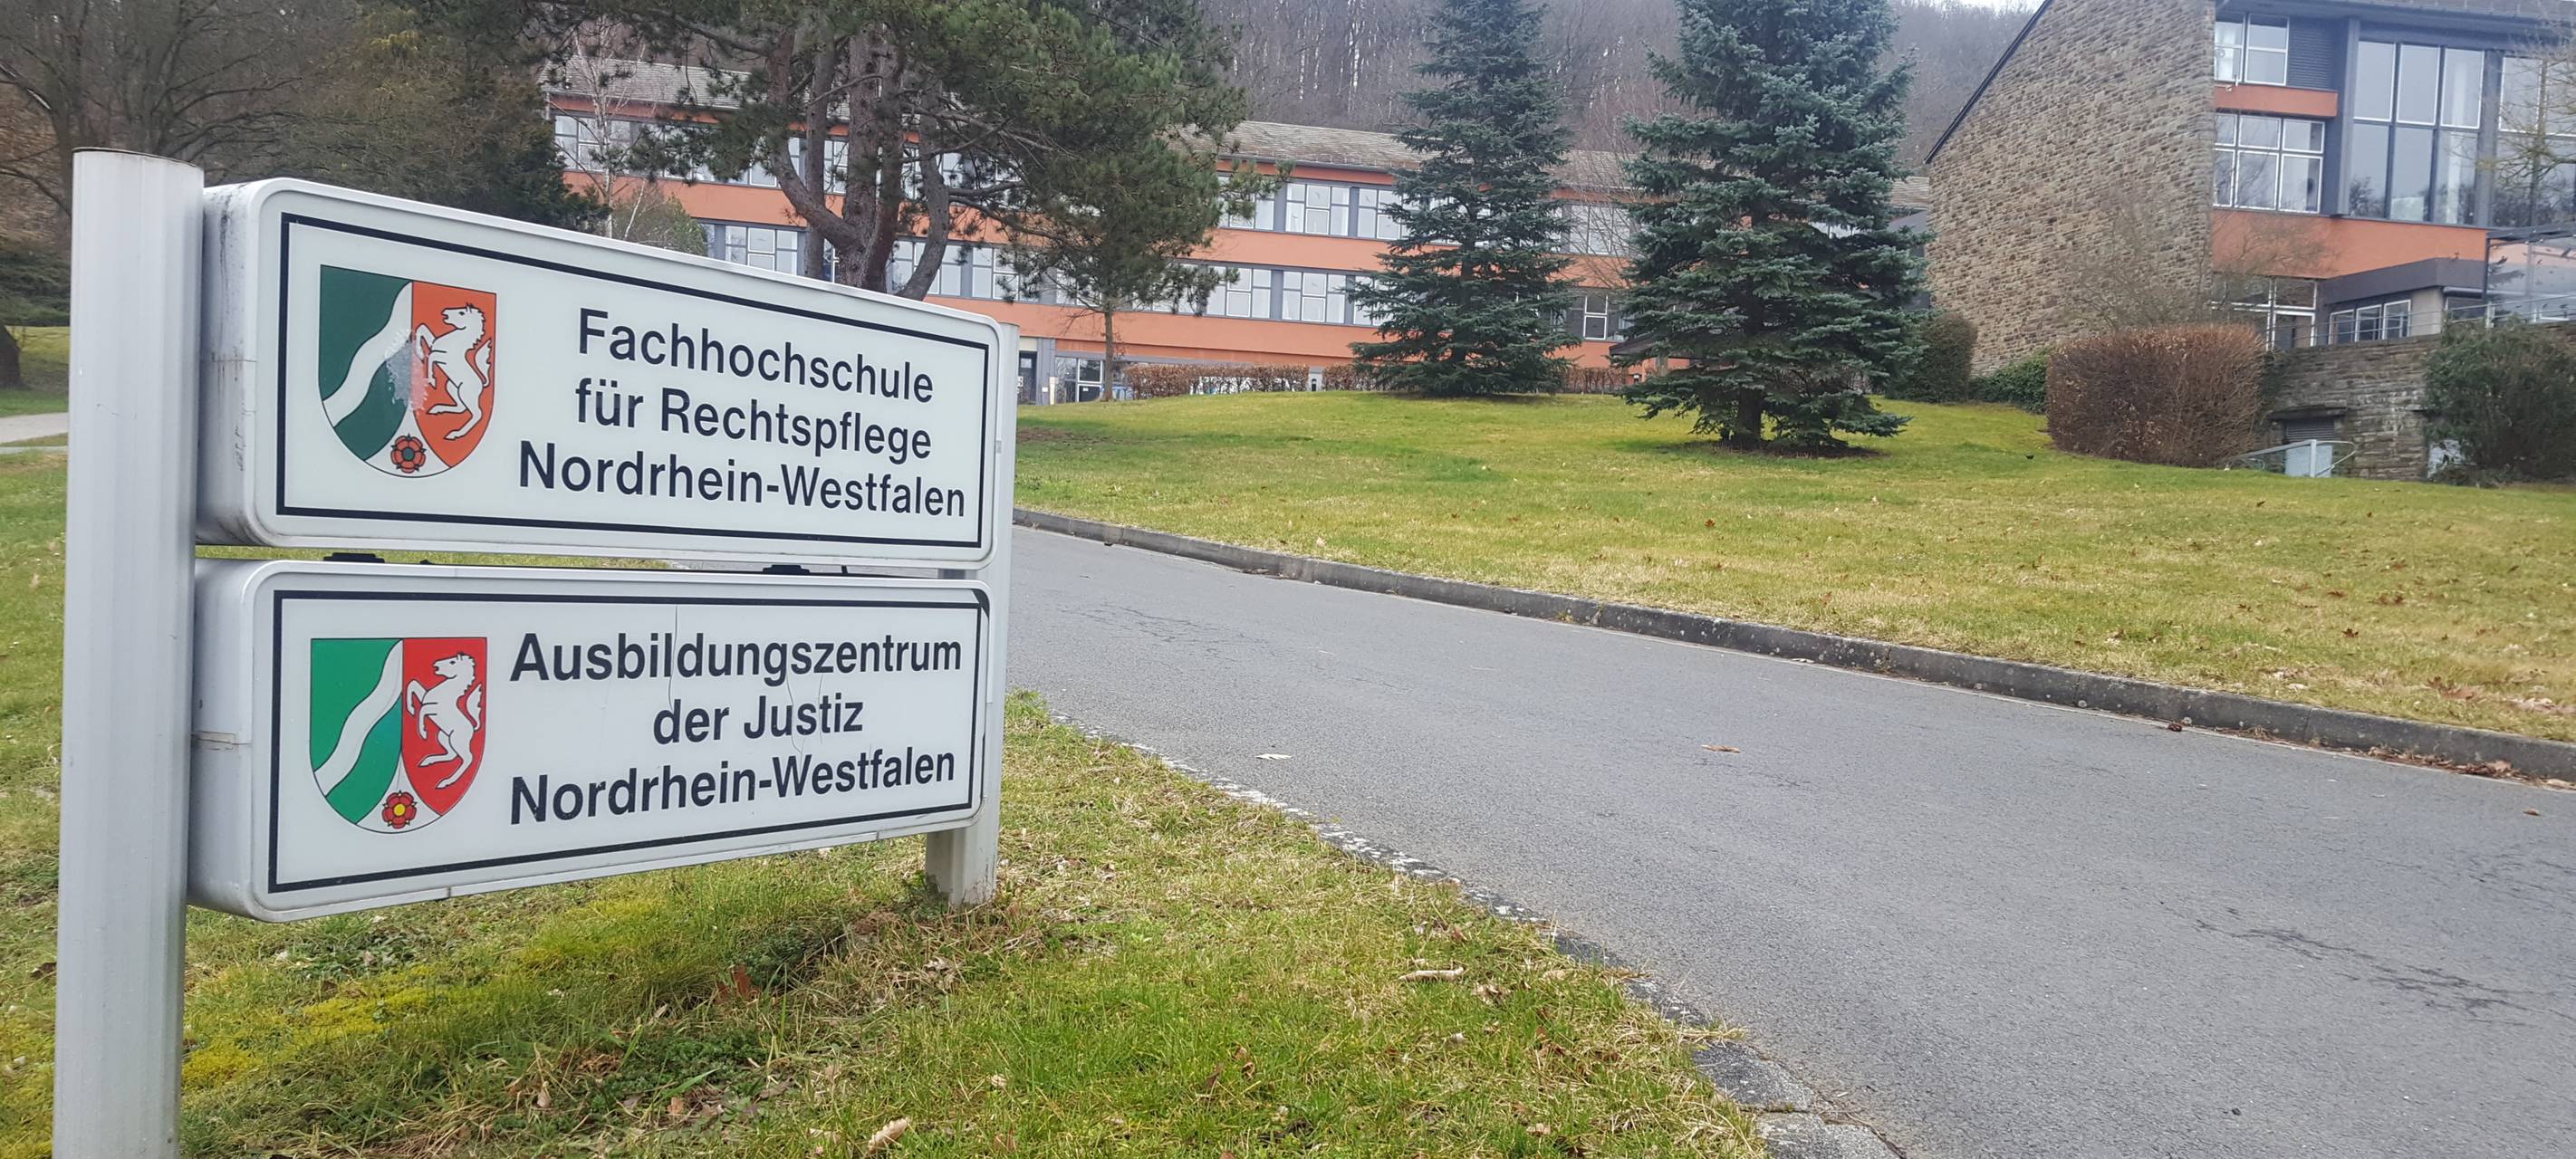 Fachhochschule
für Rechtspflege
Nordrhein-Westfalen
Ausbildungszentrum
der Justiz
Nordrhein-Westfalen